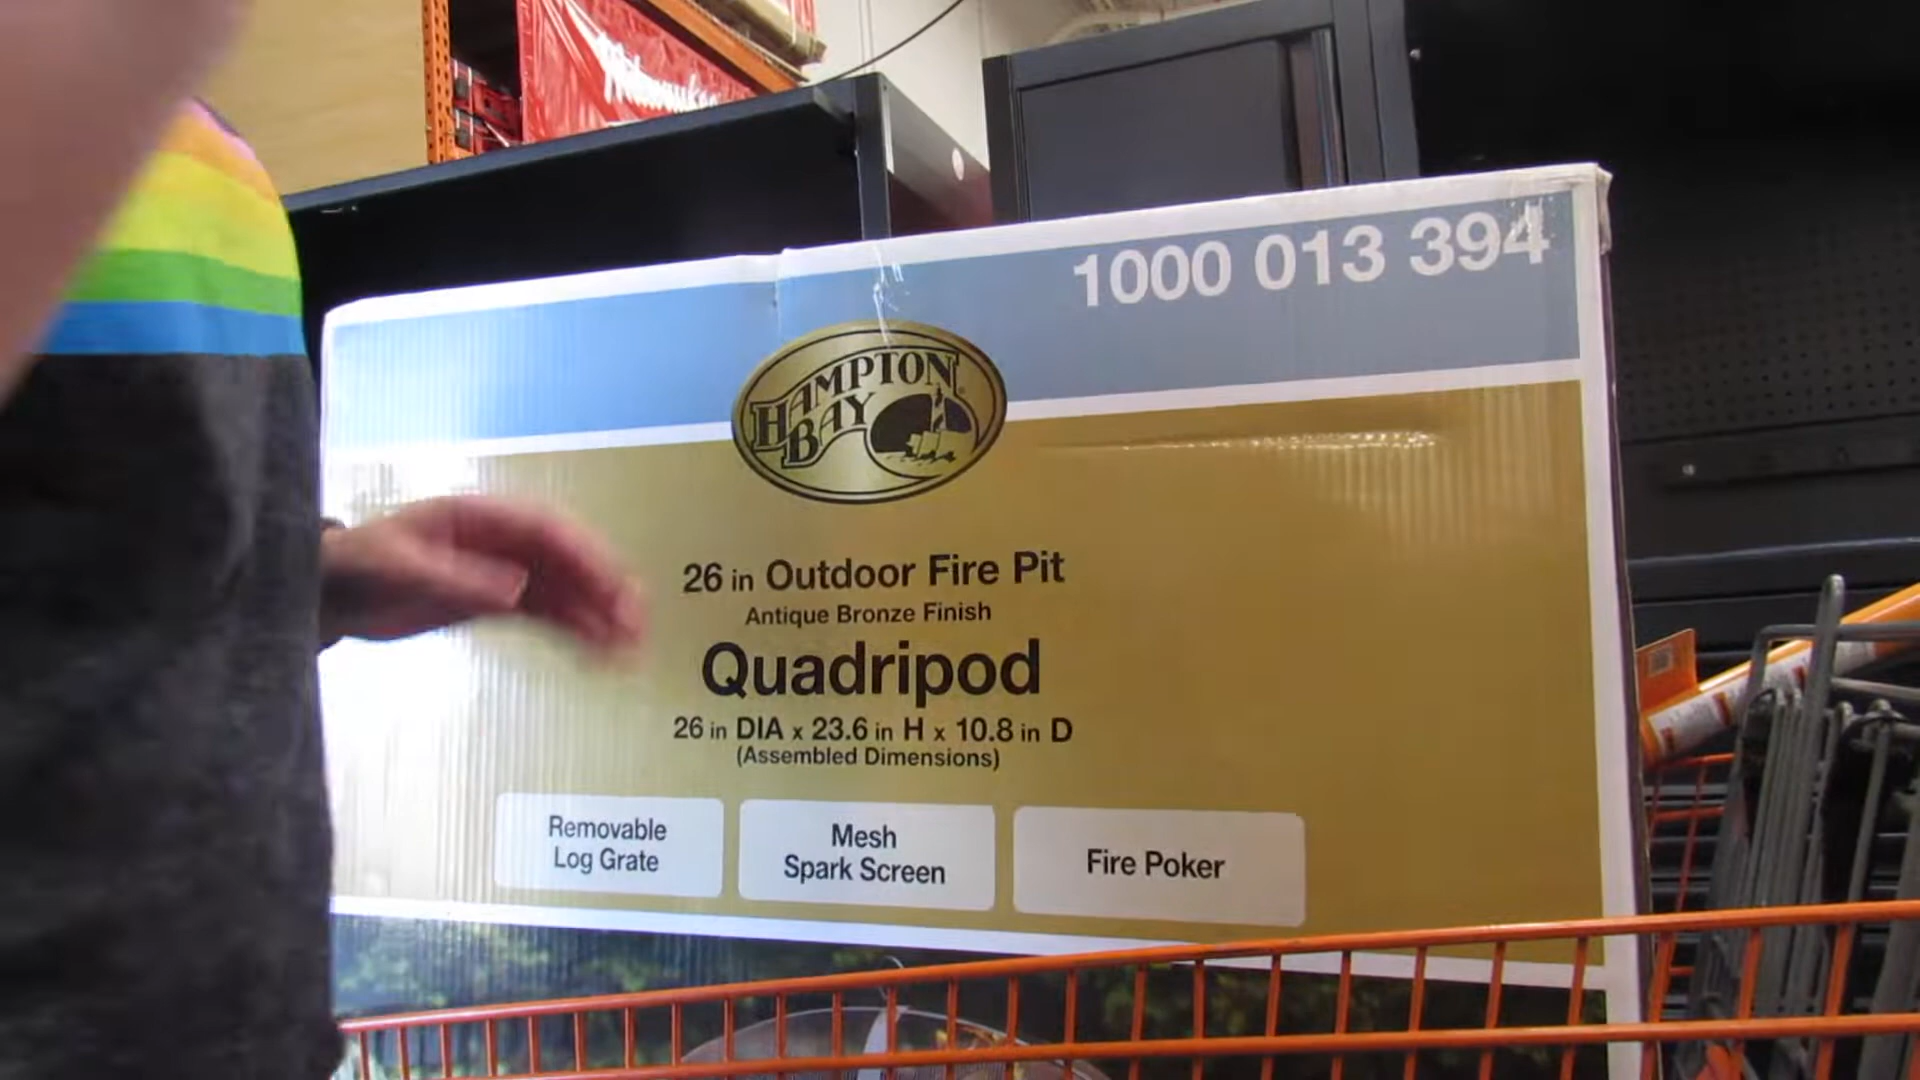 Milwaukee
1000 013 394
HAMPTON
BAY
26 in Outdoor Fire Pit
Antique Bronze Finish
Quadripod
26 in DIA x 23.6 in H x 10.8 in D
(Assembled Dimensions)
Removable
Log Grate
Mesh
Spark Screen
Fire Poker